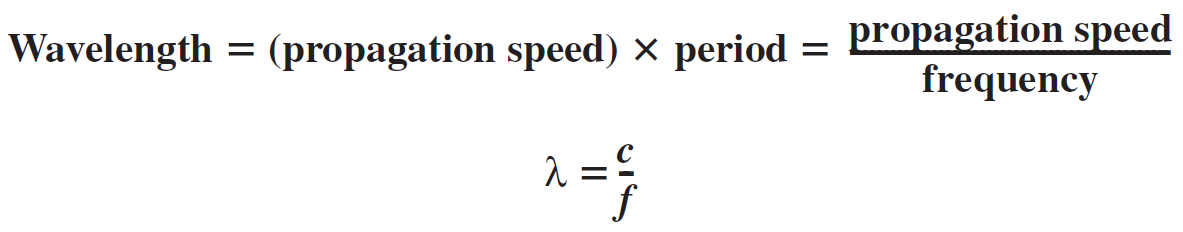 Wavelength = (propagation speed) × period = propagation speed / frequency
λ = c / f